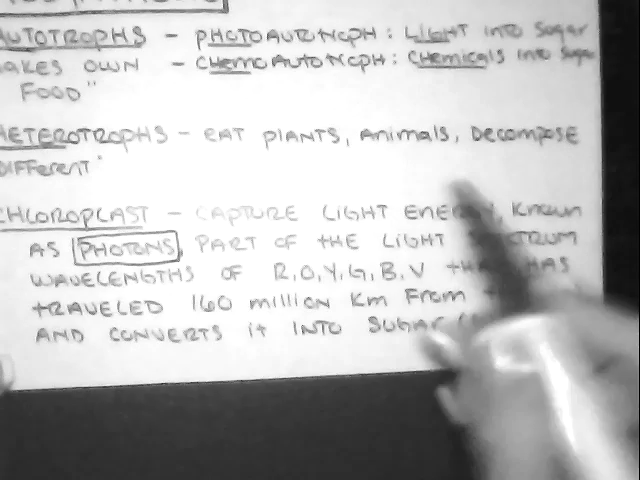 AUTOTROPHS - PHOTOAUTOTROPH: LIGHT INTO SUGAR
MAKES OWN - CHEMOAUTOTROPH: CHEMICALS INTO SUGAR
FOOD"
HETEROTROPHS - EAT PLANTS, ANIMALS, DECOMPOSE
DIFFERENT"
CHLOROPLAST - CAPTURE LIGHT ENERGY, KNOWN
AS PHOTONS, PART OF THE LIGHT
WAVELENGTHS OF R,O,Y,G,B,V HAS
TRAVELED 160 MILLION KM FROM
AND CONVERTS IT INTO SUGAR